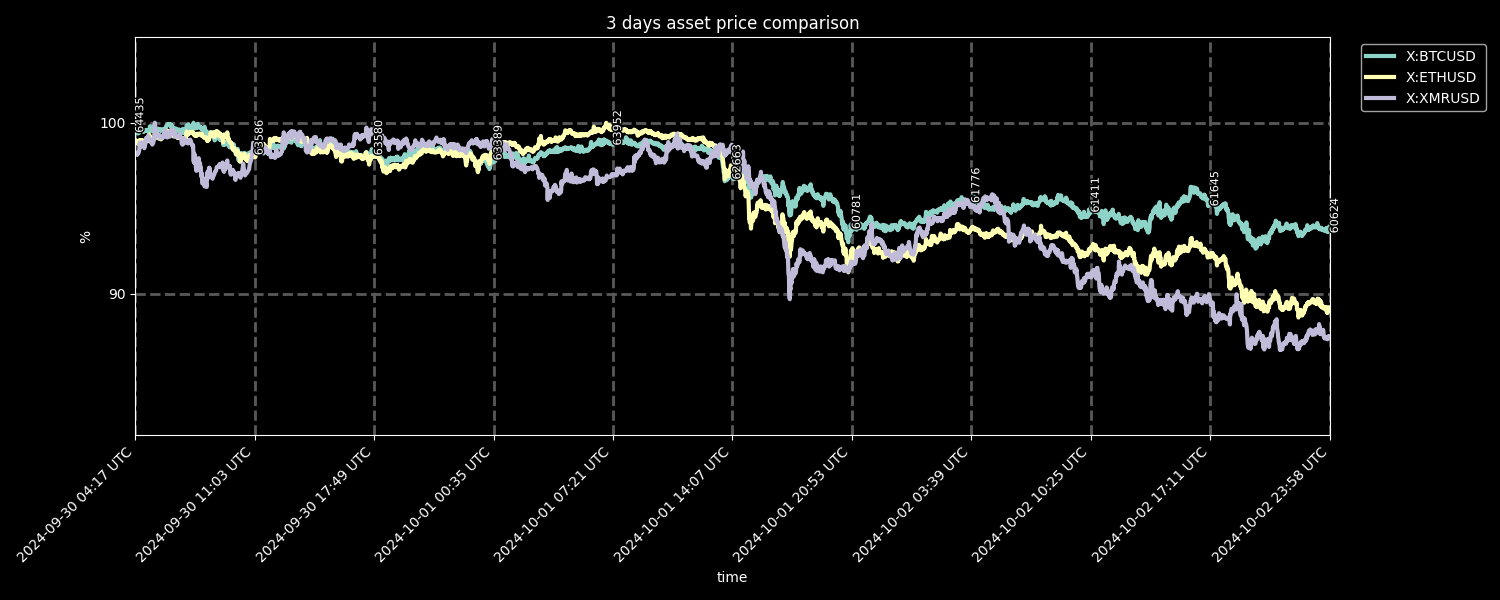 3 days asset price comparison
X:BTCUSD
X:ETHUSD
X:XMRUSD
%
100
90
64435
63586
63580
63389
63952
62663
60781
61776
61411
61645
60624
2024-09-30 04:17 UTC
2024-09-30 11:03 UTC
2024-09-30 17:49 UTC
2024-10-01 00:35 UTC
2024-10-01 07:21 UTC
2024-10-01 14:07 UTC
2024-10-01 20:53 UTC
2024-10-02 03:39 UTC
2024-10-02 10:25 UTC
2024-10-02 17:11 UTC
2024-10-02 23:58 UTC
time